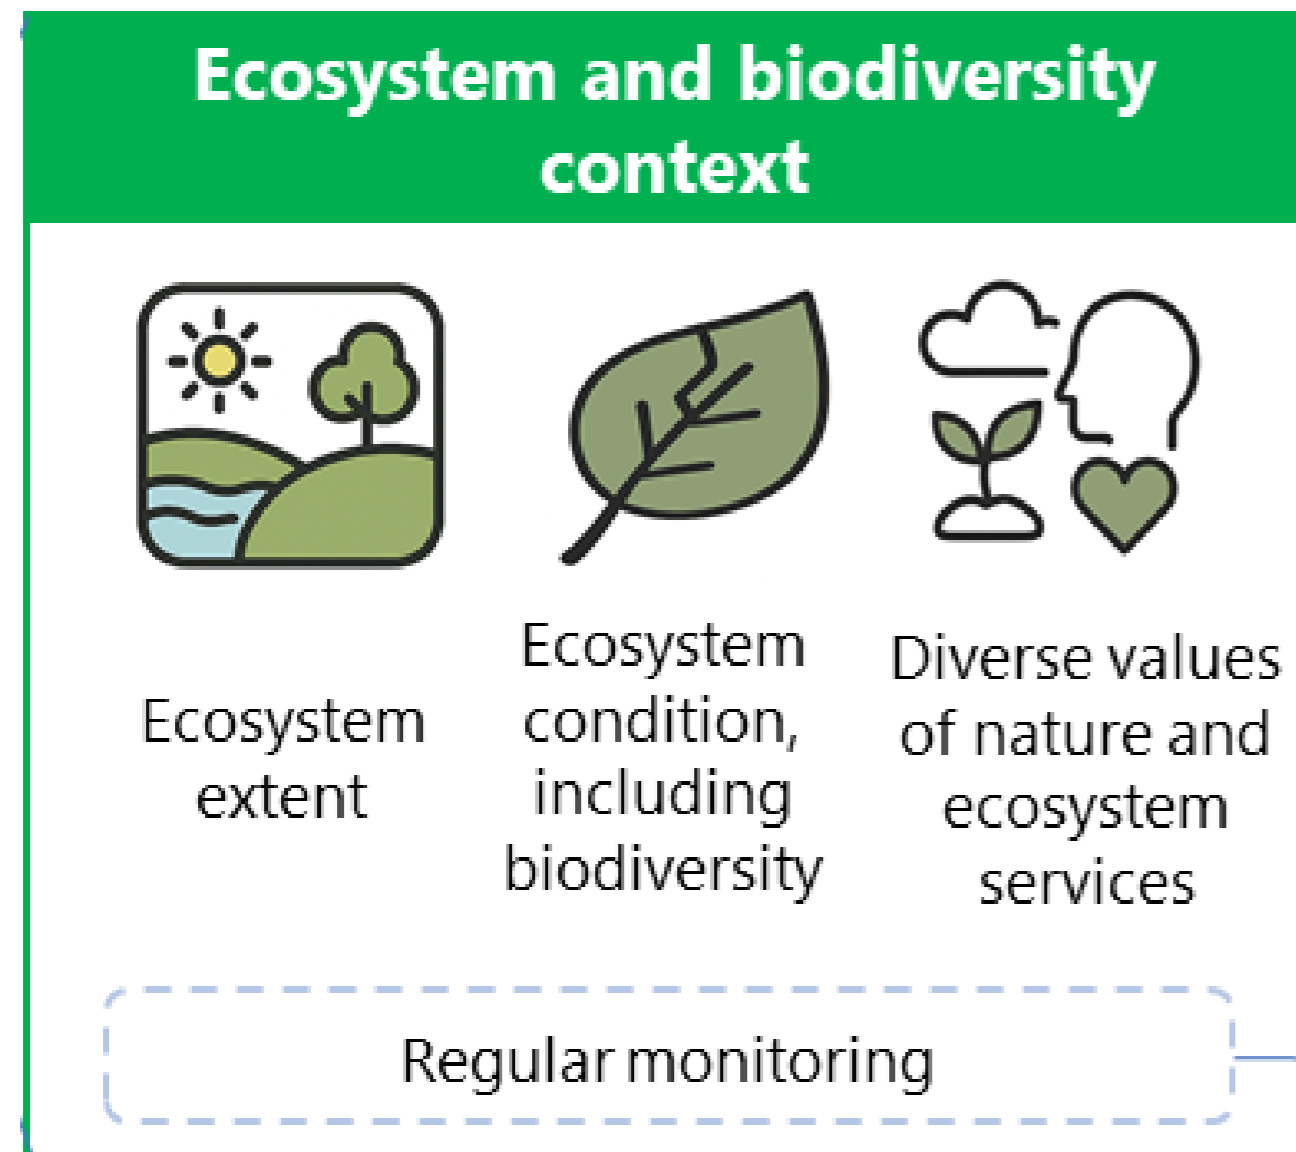 Ecosystem and biodiversity
context
Ecosystem
extent
Ecosystem
condition,
including
biodiversity
Diverse values
of nature and
ecosystem
services
Regular monitoring